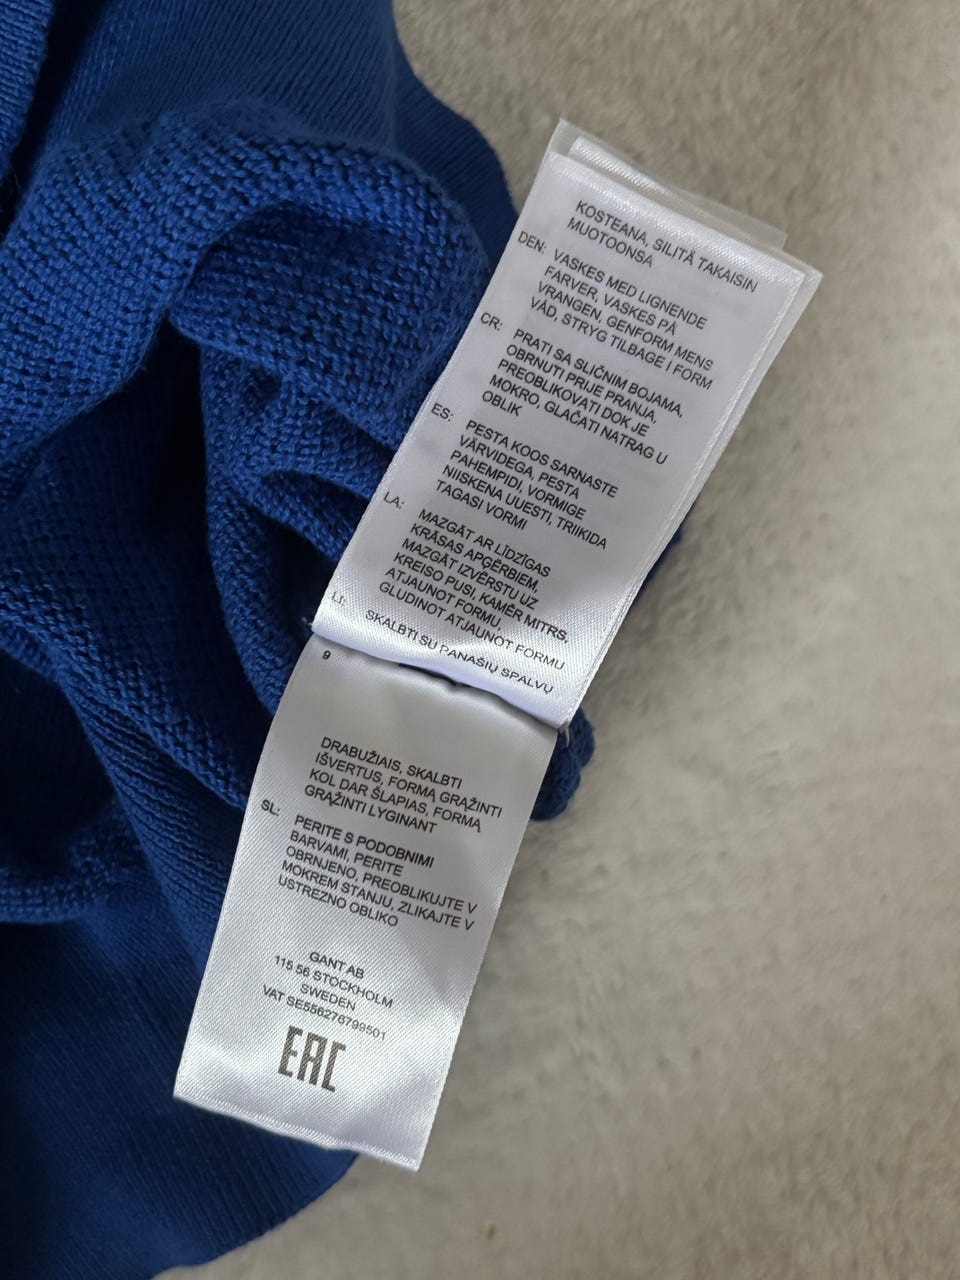 KOSTEANA, SILITÄ TAKAISIN
MUOTOONSA
DEN: VASKES MED LIGNENDE
FARVER, VASKES PÅ
VRANGEN, GENFORM MENS
VÅD, STRYG TILBAGE I FORM
CR: PRATI SA SLIČNIM BOJAMA,
OBRNUTI PRIJE PRANJA,
PREOBLIKOVATI DOK JE
MOKRO, GLAČATI NATRAG U
OBLIK
ES: PESTA KOOS SARNASTE
VÄRVIDEGA, PESTA
PAHEMPIDI, VORMIGE
NIISKENA UUESTI, TRIIKIDA
TAGASI VORMI
LA: MAZGĀT AR LĪDZĪGAS
KRĀSAS APĢĒRBIEM,
MAZGĀT IZVĒRSTU UZ
KREISO PUSI, KAMĒR MITRS,
ATJAUNOT FORMU,
GLUDINOT ATJAUNOT FORMU
LI: SKALBTI SU PANAŠIŲ SPALVŲ
9
DRABUŽIAIS, SKALBTI
IŠVERTUS, FORMĄ GRĄŽINTI
KOL DAR ŠLAPIAS, FORMĄ
GRĄŽINTI LYGINANT
SL: PERITE S PODOBNIMI
BARVAMI, PERITE
OBRNJENO, PREOBLIKUJTE V
MOKREM STANJU, ZLIKAJTE V
USTREZNO OBLIKO
GANT AB
115 56 STOCKHOLM
SWEDEN
VAT SE556276799501
EAC